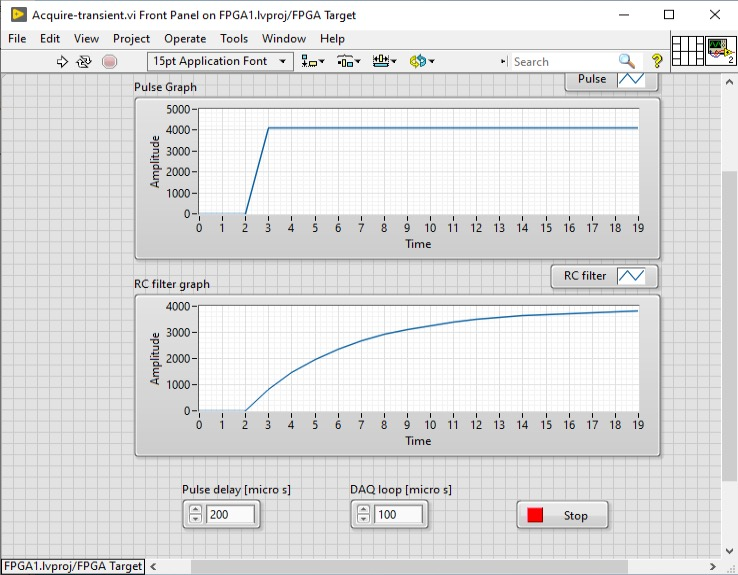 Acquire-transient.vi Front Panel on FPGA1.lvproj/FPGA Target
File Edit View Project Operate Tools Window Help
15pt Application Font Search ? 2
Pulse
Pulse Graph
Amplitude
5000
4000
3000
2000
1000
0
0 1 2 3 4 5 6 7 8 9 10 11 12 13 14 15 16 17 18 19
Time
RC filter
RC filter graph
Amplitude
4000
3000
2000
1000
0
0 1 2 3 4 5 6 7 8 9 10 11 12 13 14 15 16 17 18 19
Time
Pulse delay [micro s] DAQ loop [micro s]
200 100 Stop
FPGA1.lvproj/FPGA Target